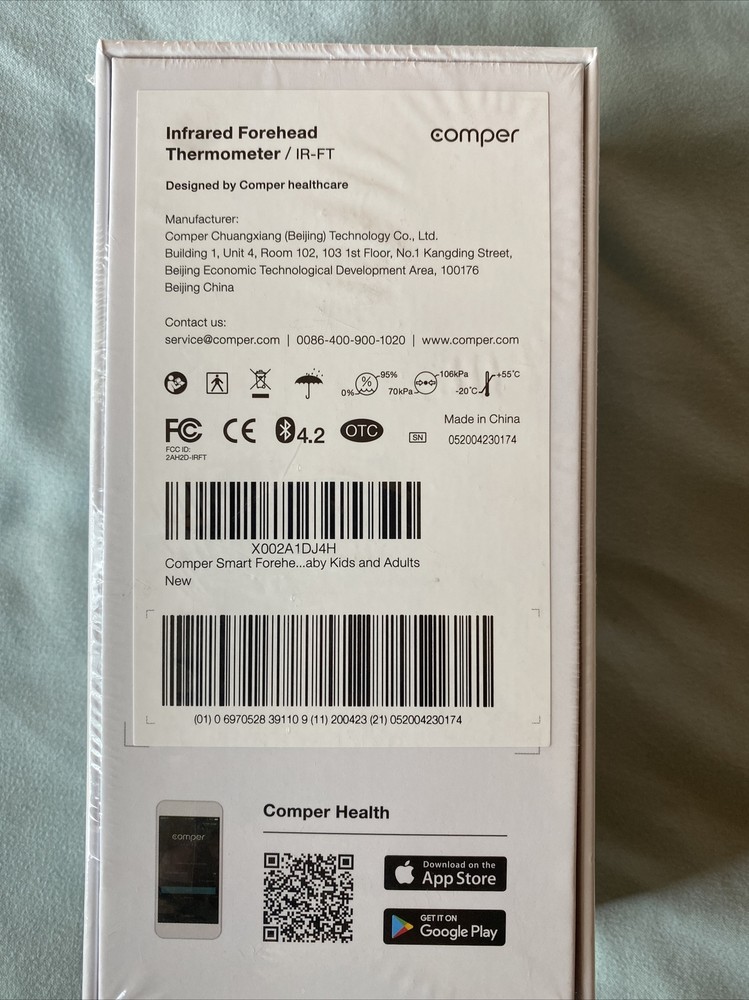 Infrared Forehead
Thermometer / IR-FT
comper
Designed by Comper healthcare
Manufacturer:
Comper Chuangxiang (Beijing) Technology Co., Ltd.
Building 1, Unit 4, Room 102, 103 1st Floor, No.1 Kangding Street,
Beijing Economic Technological Development Area, 100176
Beijing China
Contact us:
service@comper.com | 0086-400-900-1020 | www.comper.com
0% % 95% 70kPa 106kPa -20°C +55°C
FC CE 4.2 OTC
FCC ID:
2AH2D-IRFT
Made in China
SN 052004230174
X002A1DJ4H
Comper Smart Forehe...aby Kids and Adults
New
(01) 0 6970528 39110 9 (11) 200423 (21) 052004230174
comper
Comper Health
Download on the
App Store
GET IT ON
Google Play